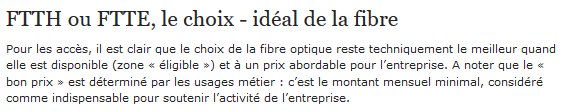 FTTH ou FTTE, le choix - idéal de la fibre
Pour les accès, il est clair que le choix de la fibre optique reste techniquement le meilleur quand
elle est disponible (zone « éligible ») et à un prix abordable pour l’entreprise. A noter que le «
bon prix » est déterminé par les usages métier : c’est le montant mensuel minimal, considéré
comme indispensable pour soutenir l’activité de l’entreprise.